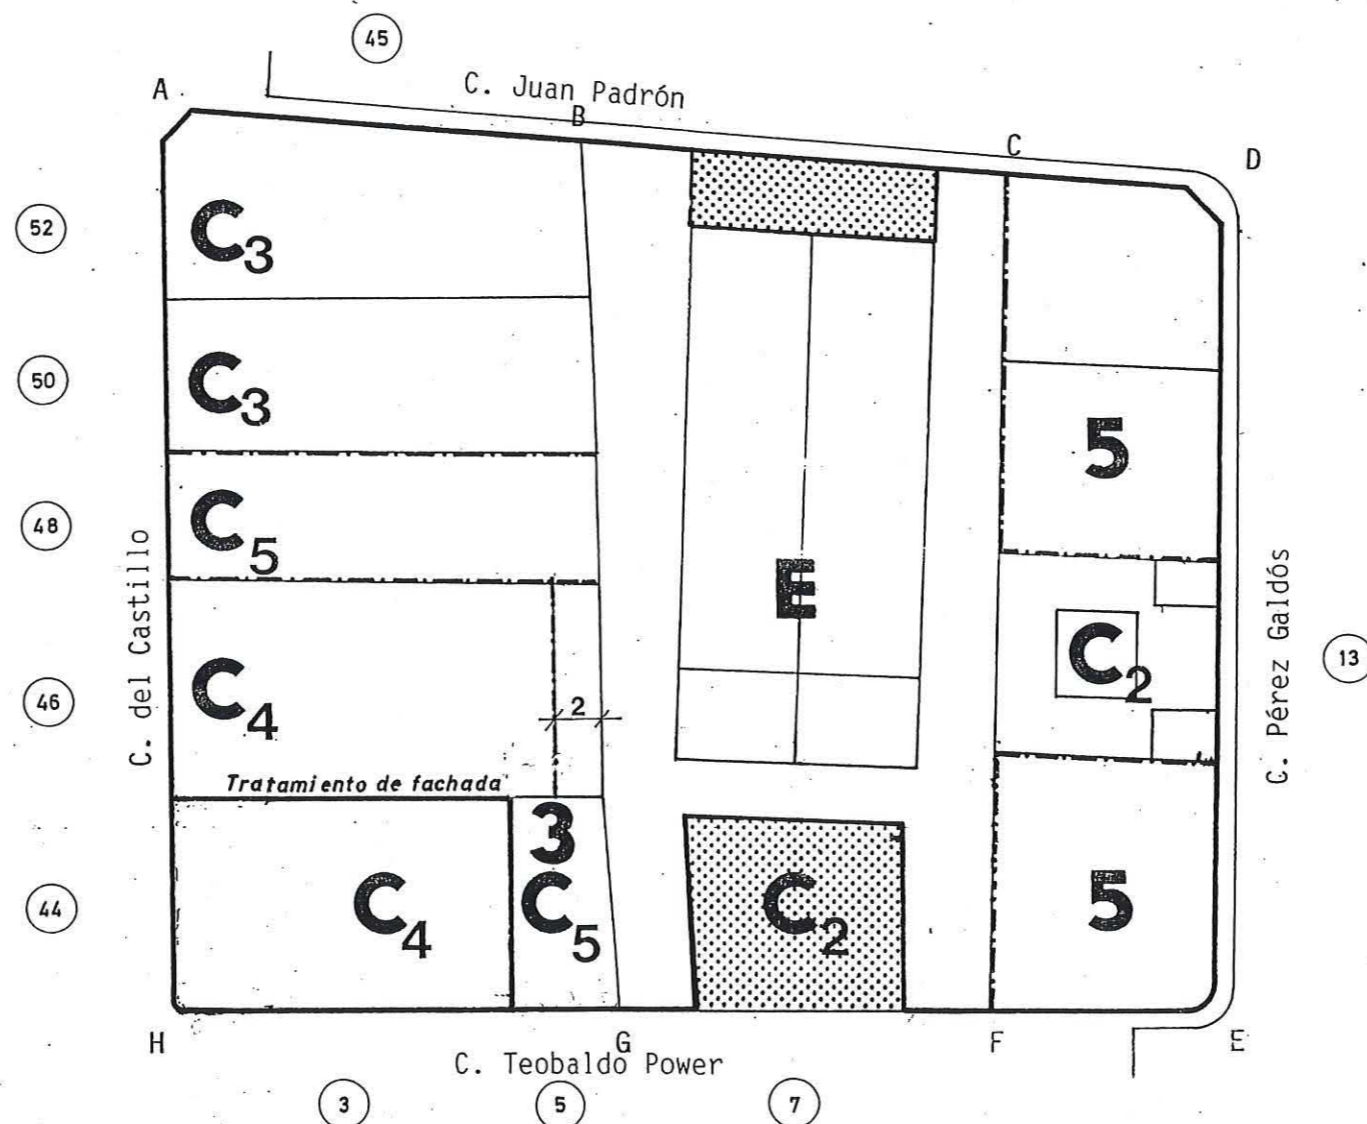 45
C. Juan Padrón
A
B
C
D
52
C3
50
C3
5
48
C5
C. del Castillo
E
C. Pérez Galdós
C2
13
46
C4
2
Tratamiento de fachada
3
44
C4
C5
C2
5
H
G
F
E
C. Teobaldo Power
3
5
7